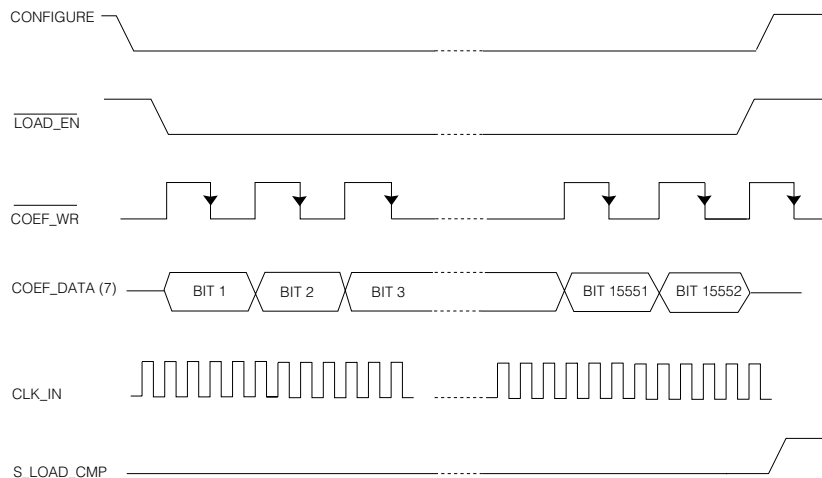 CONFIGURE
LOAD_EN
COEF_WR
COEF_DATA (7) BIT 1 BIT 2 BIT 3 BIT 15551 BIT 15552
CLK_IN
S_LOAD_CMP